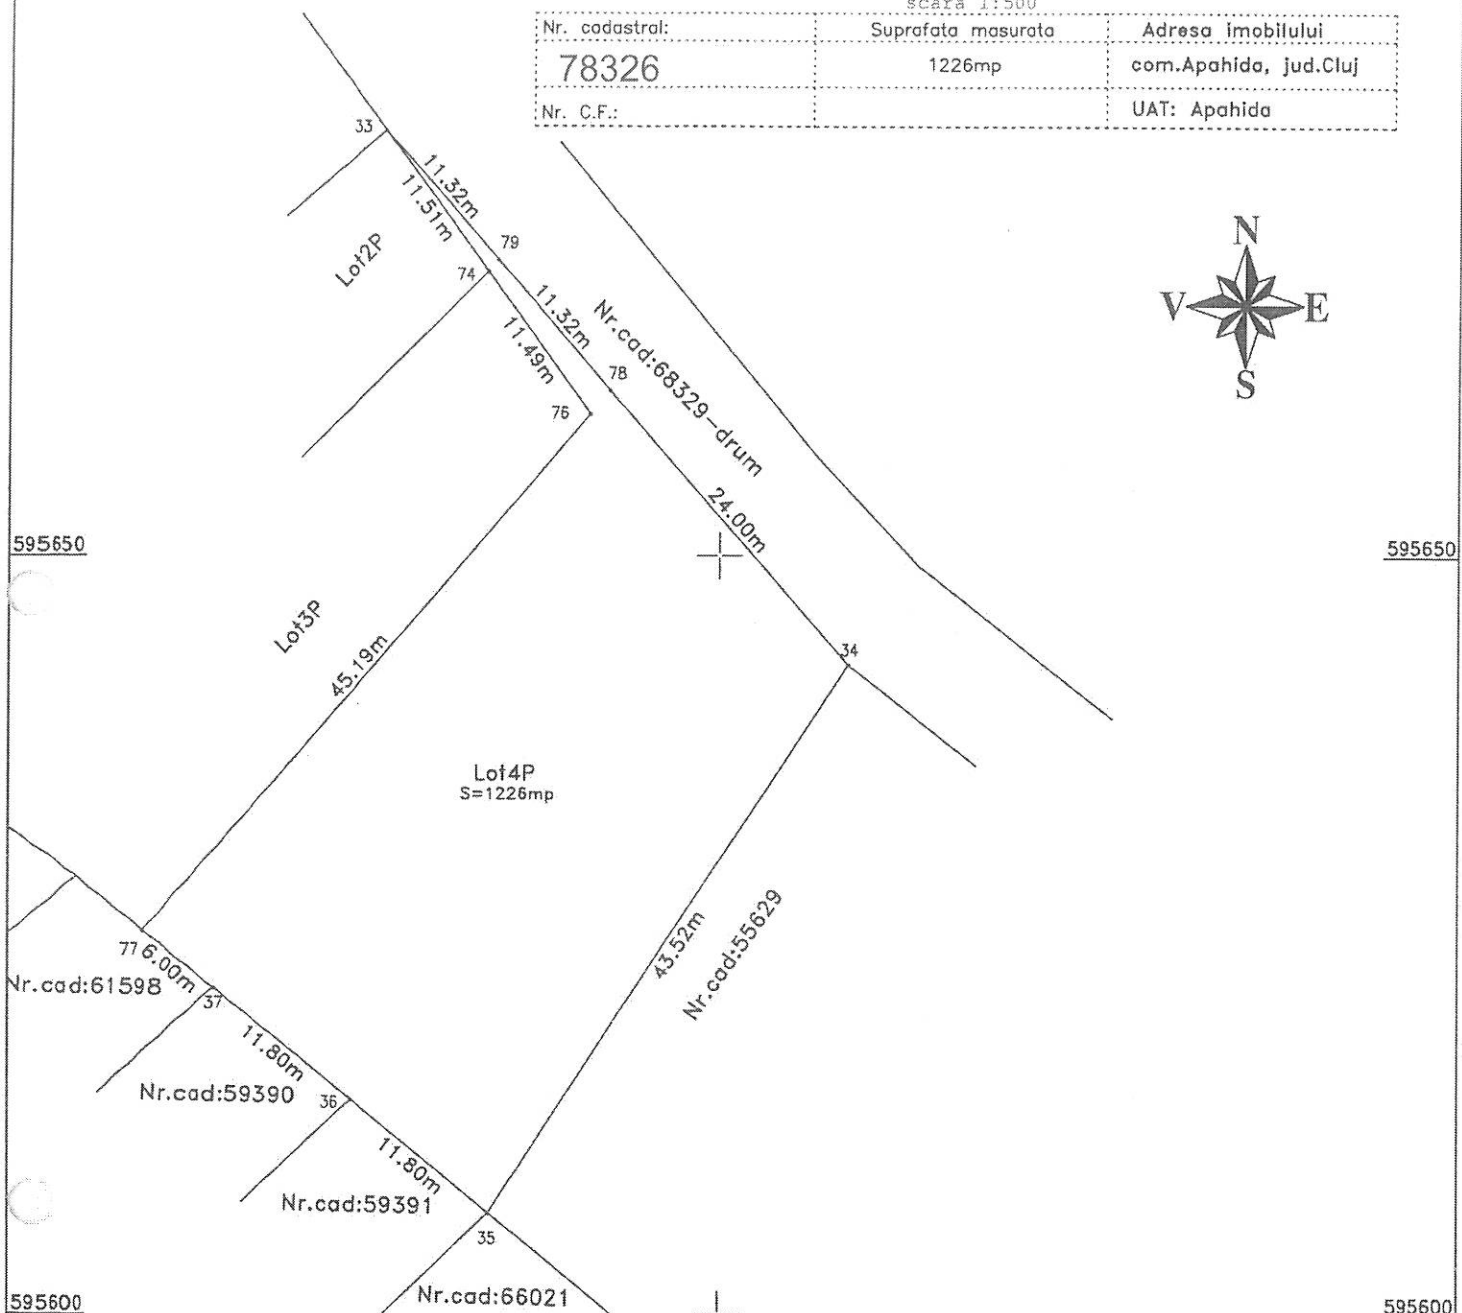 scara 1:500
Nr. cadastral:
Suprafata masurata
Adresa imobilului
78326
1226mp
com.Apahida, jud.Cluj
Nr. C.F.:
UAT: Apahida
33
11.32m
11.51m
N
79
Lot2P
74
V
E
11.32m
Nr.cad:68329-drum
11.49m
78
S
76
24.00m
595650
595650
Lot3P
45.19m
34
Lot4P
S=1226mp
43.52m
Nr.cad:55629
77
6.00m
Nr.cad:61598
37
11.80m
Nr.cad:59390
36
11.80m
Nr.cad:59391
35
Nr.cad:66021
595600
595600